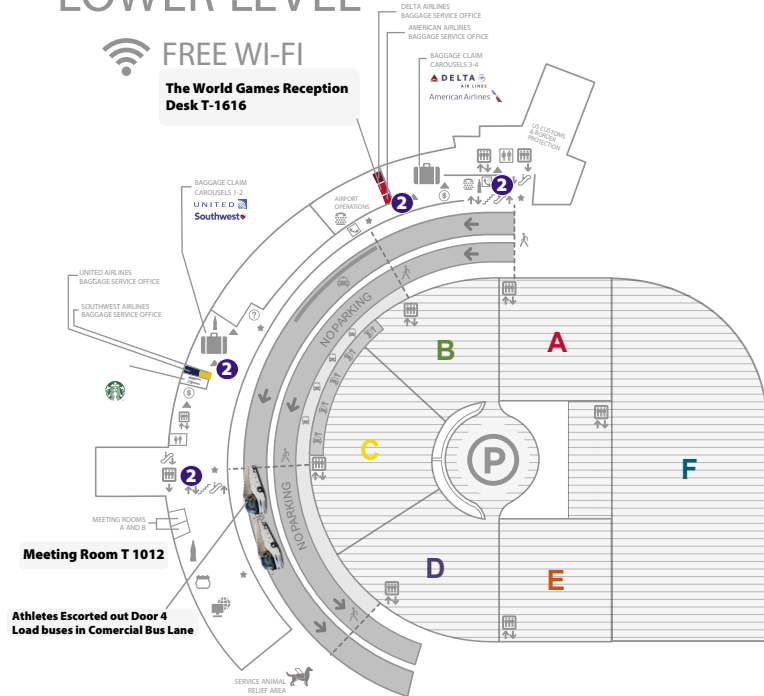 LOWER LEVEL
FREE WI-FI
The World Games Reception
Desk T-1616
DELTA AIRLINES
BAGGAGE SERVICE OFFICE
AMERICAN AIRLINES
BAGGAGE SERVICE OFFICE
BAGGAGE CLAIM
CAROUSELS 3-4
DELTA
AIR LINES
American Airlines
US CUSTOMS
& BORDER
PROTECTION
2
2
AIRPORT
OPERATIONS
$
BAGGAGE CLAIM
CAROUSELS 1-2
UNITED
Southwest
UNITED AIRLINES
BAGGAGE SERVICE OFFICE
SOUTHWEST AIRLINES
BAGGAGE SERVICE OFFICE
?
2
$
2
NO PARKING
NO PARKING
A
B
C
P
F
D
E
MEETING ROOMS
A AND B
Meeting Room T 1012
Athletes Escorted out Door 4
Load buses in Comercial Bus Lane
SERVICE ANIMAL
RELIEF AREA